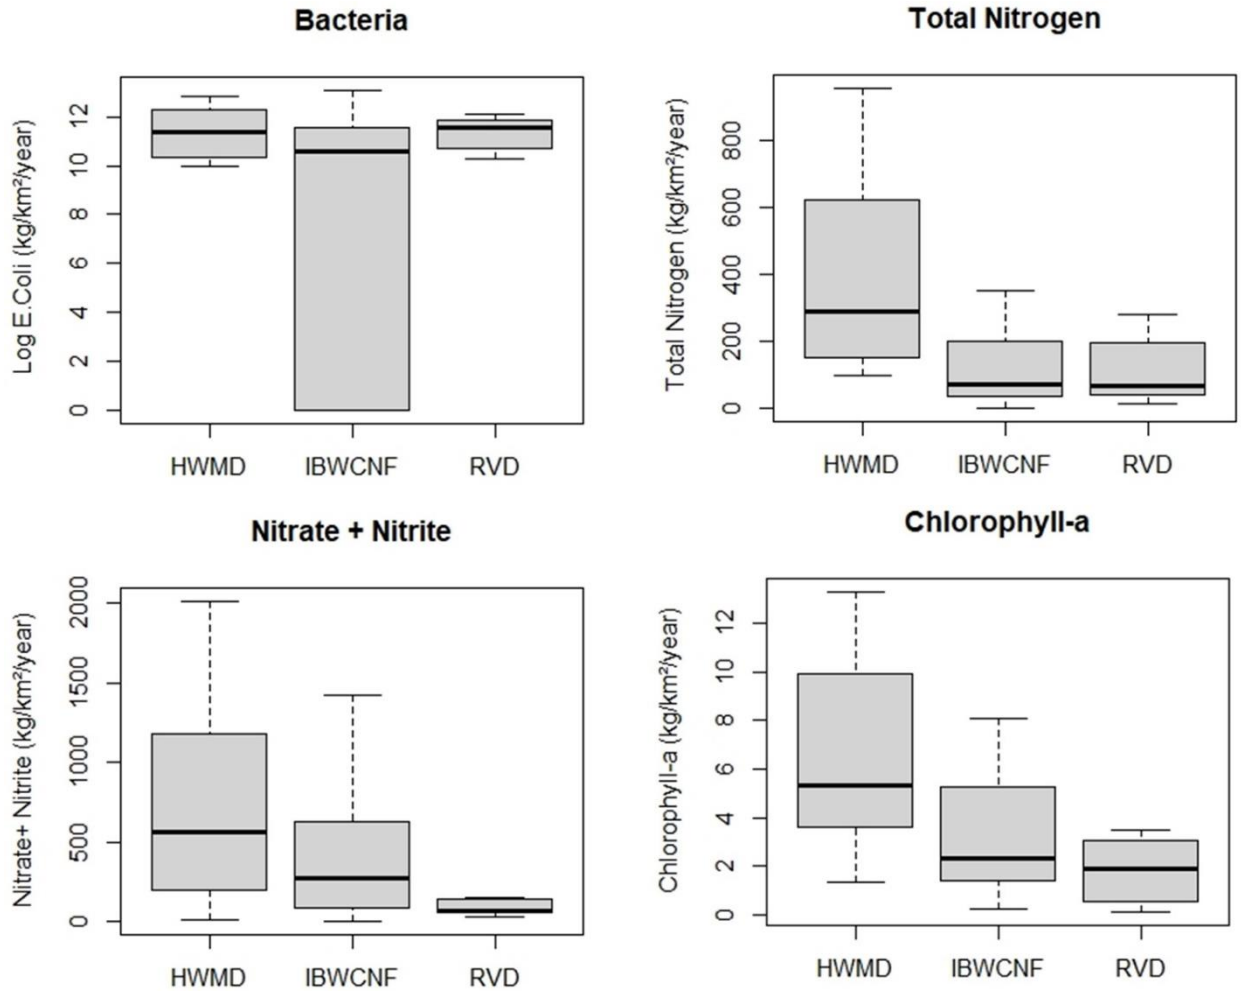 Bacteria
Log E.Coli (kg/km²/year)
12
10
8
6
4
2
0
HWMD IBWCNF RVD
Total Nitrogen
Total Nitrogen (kg/km²/year)
800
600
400
200
0
HWMD IBWCNF RVD
Nitrate + Nitrite
Nitrate+ Nitrite (kg/km²/year)
2000
1500
1000
500
0
HWMD IBWCNF RVD
Chlorophyll-a
Chlorophyll-a (kg/km²/year)
12
10
8
6
4
2
0
HWMD IBWCNF RVD